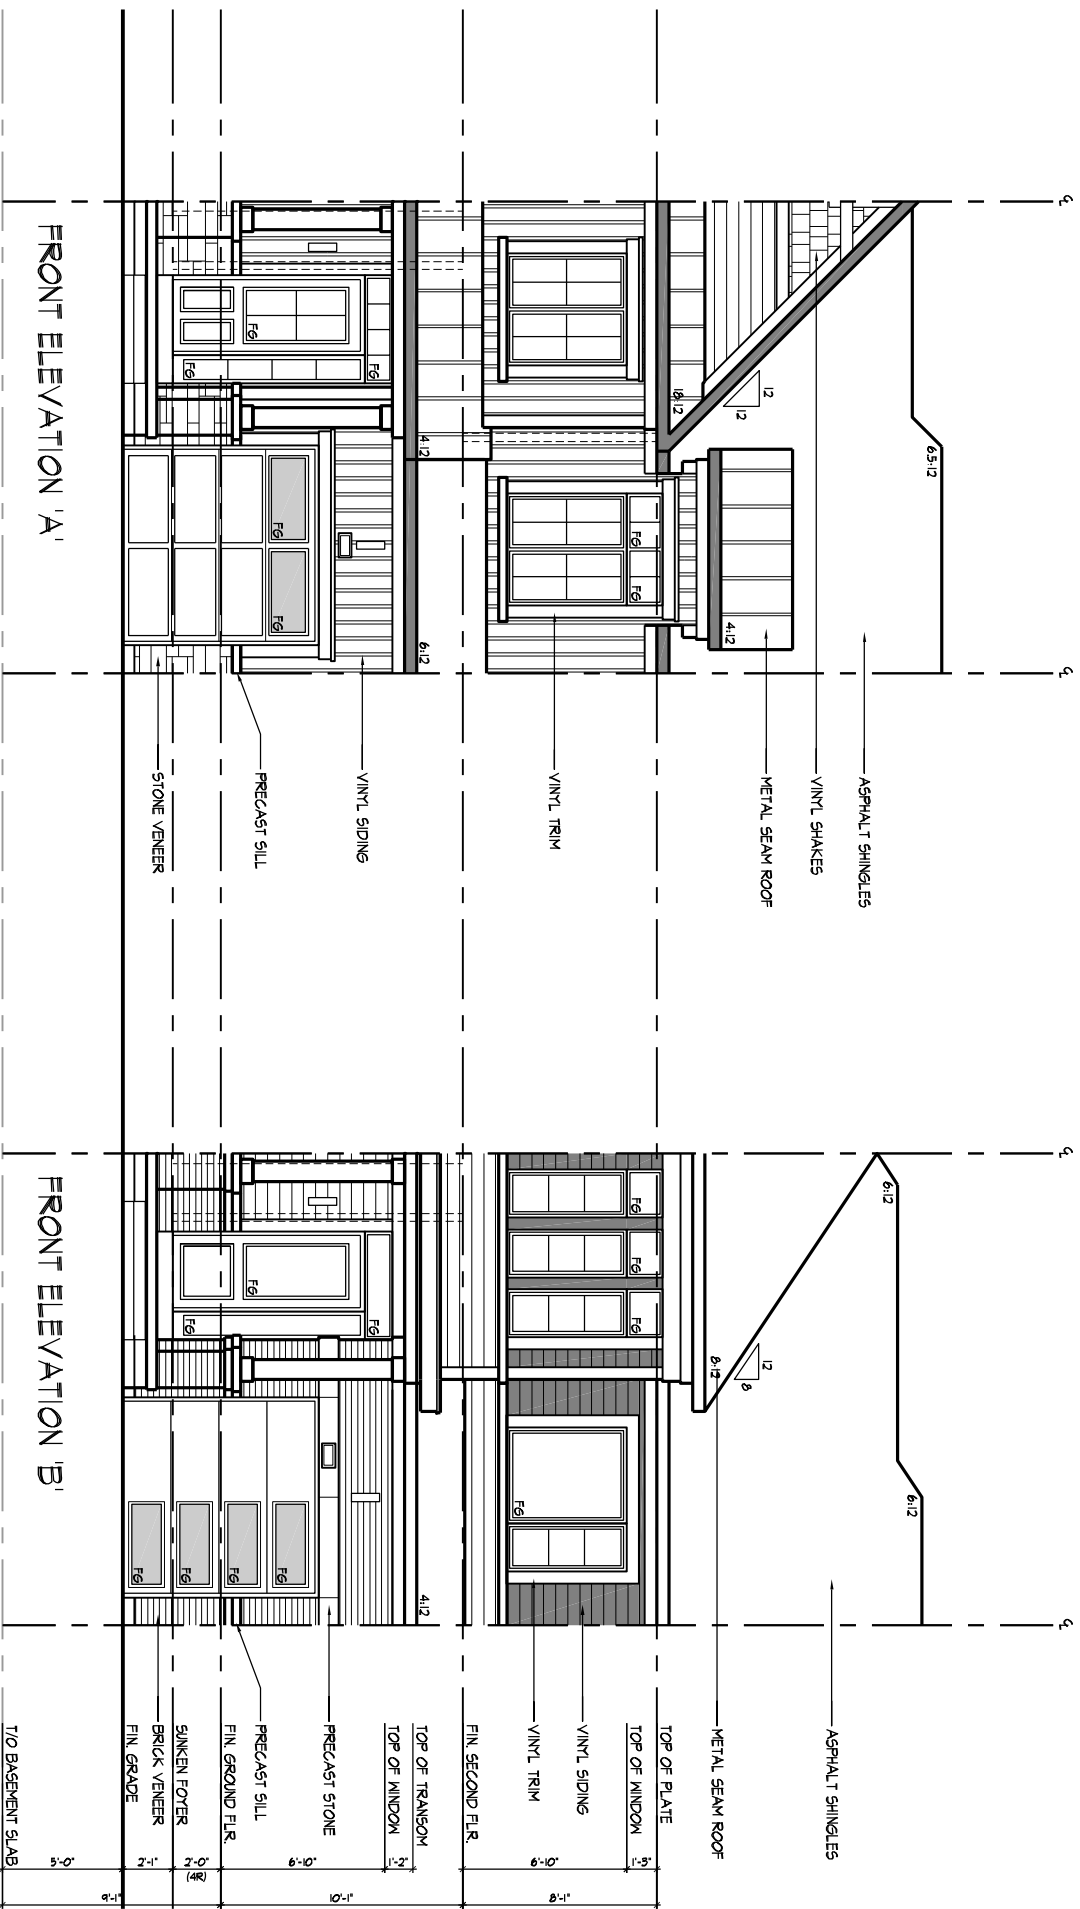 FRONT ELEVATION 'A'
12
12
18:12
6.5:12
4:12
4:12
6:12
FG
FG
FG
FG
FG
FG
FG
ASPHALT SHINGLES
VINYL SHAKES
METAL SEAM ROOF
VINYL TRIM
VINYL SIDING
PRECAST SILL
STONE VENEER
FRONT ELEVATION 'B'
6:12
6:12
12
8
8:12
4:12
FG
FG
FG
FG
FG
FG
FG
FG
FG
FG
FG
ASPHALT SHINGLES
METAL SEAM ROOF
TOP OF PLATE
TOP OF WINDOW
VINYL SIDING
VINYL TRIM
FIN. SECOND FLR.
TOP OF TRANSOM
TOP OF WINDOW
PRECAST STONE
PRECAST SILL
FIN. GROUND FLR.
SUNKEN FOYER
BRICK VENEER
FIN. GRADE
T/O BASEMENT SLAB
1'-3"
6'-10"
8'-1"
1'-2"
6'-10"
10'-1"
2'-0"
(4R)
2'-1"
5'-0"
9'-1"